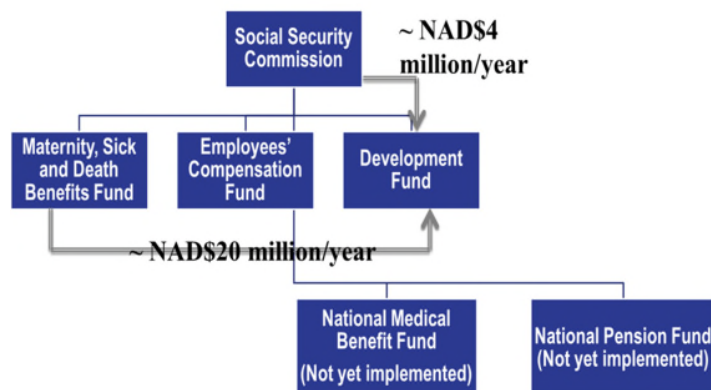 Social Security
Commission
~ NAD$4
million/year
Maternity, Sick
and Death
Benefits Fund
Employees'
Compensation
Fund
Development
Fund
~ NAD$20 million/year
National Medical
Benefit Fund
(Not yet implemented)
National Pension Fund
(Not yet implemented)